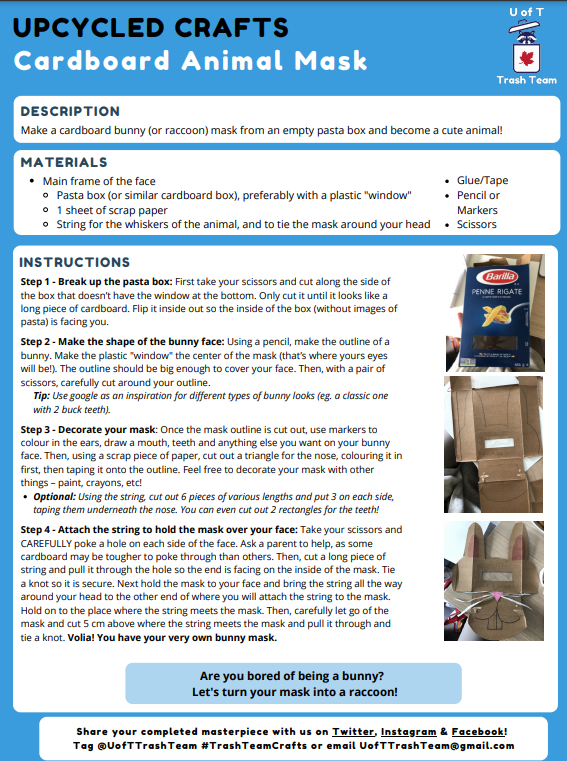 UPCYCLED CRAFTS
Cardboard Animal Mask
U of T
Trash Team
DESCRIPTION
Make a cardboard bunny (or raccoon) mask from an empty pasta box and become a cute animal!
MATERIALS
• Main frame of the face
o Pasta box (or similar cardboard box), preferably with a plastic "window"
o 1 sheet of scrap paper
o String for the whiskers of the animal, and to tie the mask around your head
• Glue/Tape
• Pencil or
Markers
• Scissors
INSTRUCTIONS
Step 1 - Break up the pasta box: First take your scissors and cut along the side of
the box that doesn't have the window at the bottom. Only cut it until it looks like a
long piece of cardboard. Flip it inside out so the inside of the box (without images of
pasta) is facing you.
Step 2 - Make the shape of the bunny face: Using a pencil, make the outline of a
bunny. Make the plastic "window" the center of the mask (that's where yours eyes
will be!). The outline should be big enough to cover your face. Then, with a pair of
scissors, carefully cut around your outline.
Tip: Use google as an inspiration for different types of bunny looks (eg. a classic one
with 2 buck teeth).
Step 3 - Decorate your mask: Once the mask outline is cut out, use markers to
colour in the ears, draw a mouth, teeth and anything else you want on your bunny
face. Then, using a scrap piece of paper, cut out a triangle for the nose, colouring it in
first, then taping it onto the outline. Feel free to decorate your mask with other
things – paint, crayons, etc!
• Optional: Using the string, cut out 6 pieces of various lengths and put 3 on each side,
taping them underneath the nose. You can even cut out 2 rectangles for the teeth!
Step 4 - Attach the string to hold the mask over your face: Take your scissors and
CAREFULLY poke a hole on each side of the face. Ask a parent to help, as some
cardboard may be tougher to poke through than others. Then, cut a long piece of
string and pull it through the hole so the end is facing on the inside of the mask. Tie
a knot so it is secure. Next hold the mask to your face and bring the string all the way
around your head to the other end of where you will attach the string to the mask.
Hold on to the place where the string meets the mask. Then, carefully let go of the
mask and cut 5 cm above where the string meets the mask and pull it through and
tie a knot. Volia! You have your very own bunny mask.
Barilla
PENNE RIGATE
Are you bored of being a bunny?
Let's turn your mask into a raccoon!
Share your completed masterpiece with us on Twitter, Instagram & Facebook!
Tag @UofTTrashTeam #TrashTeamCrafts or email UofTTrashTeam@gmail.com